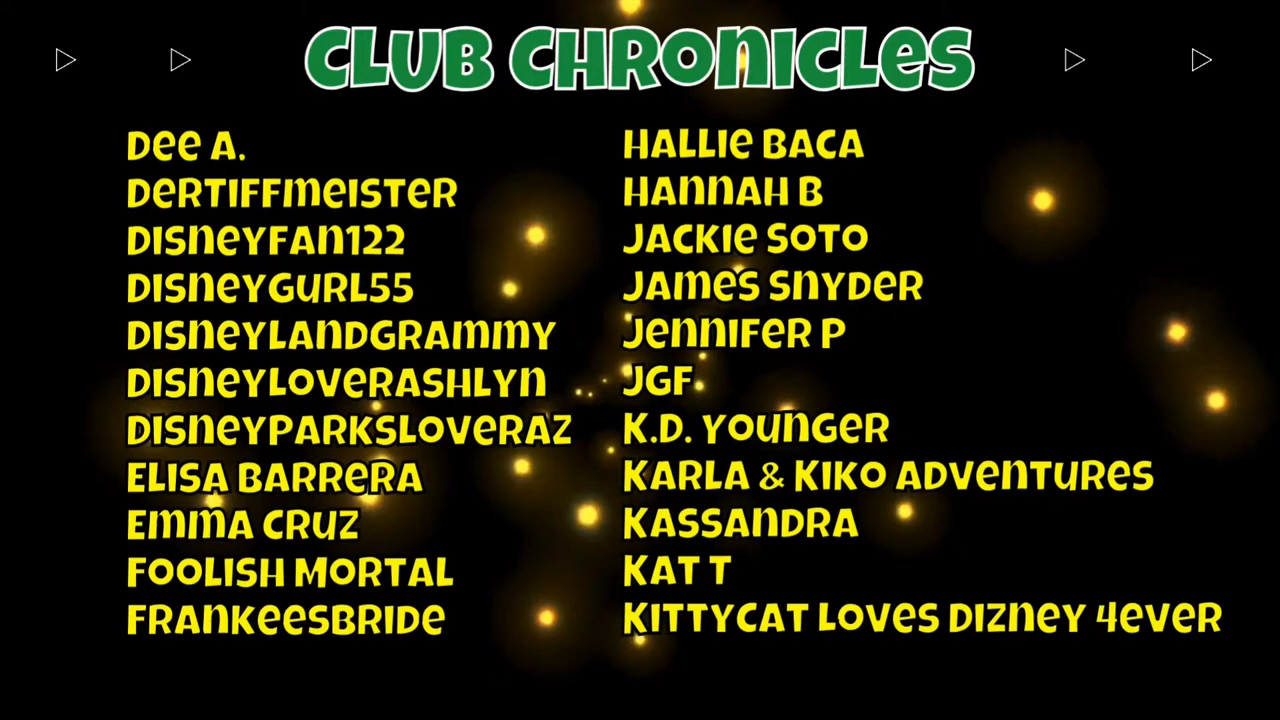 CLUB CHRONICLES
Dee A.
DERTIFFMEISTER
DISNEYFAN122
DISNEYGURL55
DISNEYLANDGRAMMY
DISNEYLOVERASHLYN
DISNEYPARKSLOVERAZ
ELISA BARRERA
EMMA CRUZ
FOOLISH MORTAL
FRANKEESBRIDE
HALLIE BACA
HANNAH B
JACKIE SOTO
JAMES SNYDER
JENNIFER P
JGF
K.D. YOUNGER
KARLA & KIKO ADVENTURES
KASSANDRA
KAT T
KITTYCAT LOVES DIZNEY 4EVER